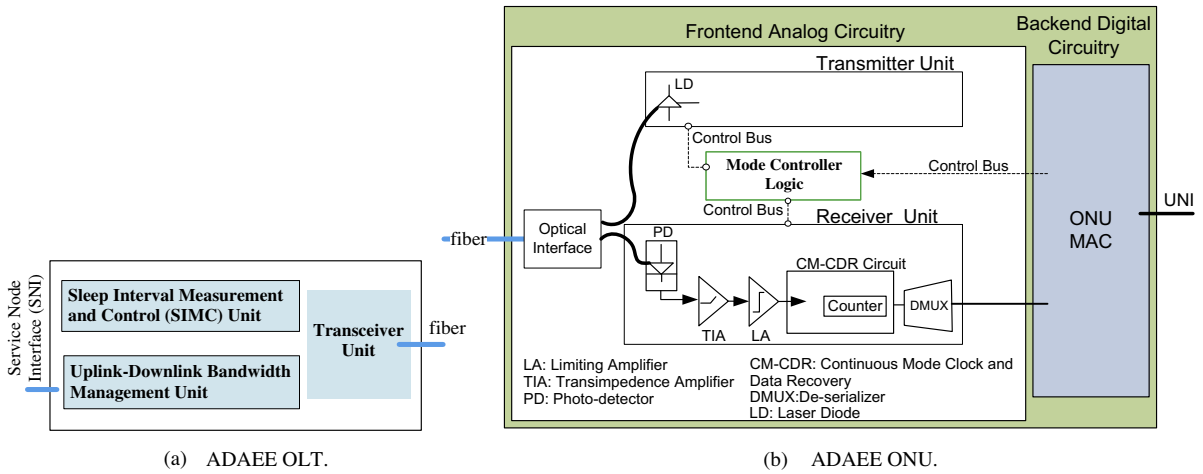 Service Node
Interface (SNI)
Sleep Interval Measurement
and Control (SIMC) Unit
Uplink-Downlink Bandwidth
Management Unit
Transceiver
Unit
fiber
(a) ADAEE OLT.
Frontend Analog Circuitry
Backend Digital
Circuitry
Transmitter Unit
LD
Control Bus
Mode Controller
Logic
Control Bus
Control Bus
UNI
ONU
MAC
fiber
Optical
Interface
Receiver Unit
PD
CM-CDR Circuit
Counter
DMUX
TIA
LA
LA: Limiting Amplifier
TIA: Transimpedence Amplifier
PD: Photo-detector
CM-CDR: Continuous Mode Clock and
Data Recovery
DMUX:De-serializer
LD: Laser Diode
(b) ADAEE ONU.